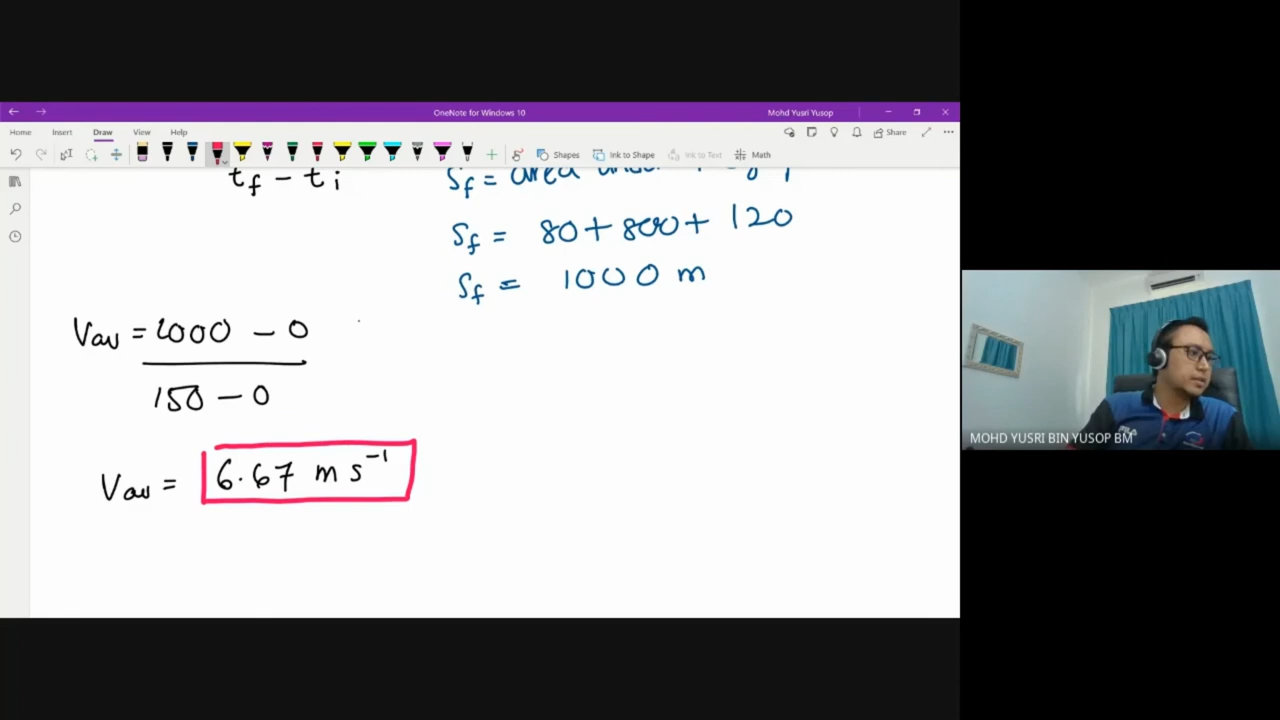 OneNote for Windows 10
Mohd Yusri Yusop
Home Insert Draw View Help
Share
Shapes Ink to Shape Ink to Text Math
tf - ti
Sf = area
Sf = 80 + 800 + 120
Sf = 1000 m
Vav = 1000 - 0
150 - 0
Vav = 6.67 m s⁻¹
FILA
MOHD YUSRI BIN YUSOP BM